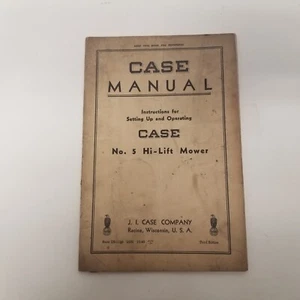 CASE
MANUAL
Instructions for
Setting Up and Operating
CASE
No. 5 Hi-Lift Mower
J. I. CASE COMPANY
Racine, Wisconsin, U. S. A.